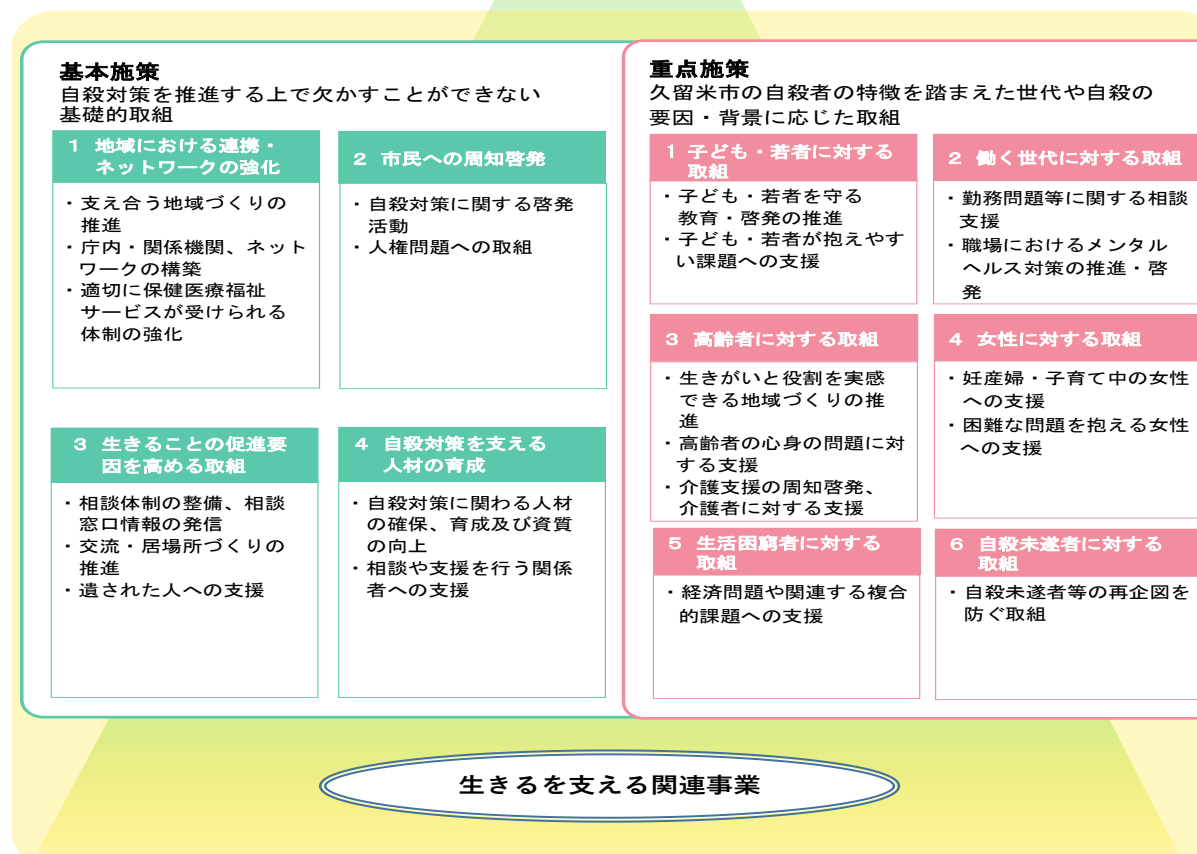 基本施策
自殺対策を推進する上で欠かすことができない
基礎的取組
1 地域における連携・
ネットワークの強化
・支え合う地域づくりの
推進
・庁内・関係機関、ネット
ワークの構築
・適切に保健医療福祉
サービスが受けられる
体制の強化
2 市民への周知啓発
・自殺対策に関する啓発
活動
・人権問題への取組
3 生きることの促進要
因を高める取組
・相談体制の整備、相談
窓口情報の発信
・交流・居場所づくりの
推進
・遺された人への支援
4 自殺対策を支える
人材の育成
・自殺対策に関わる人材
の確保、育成及び資質
の向上
・相談や支援を行う関係
者への支援
重点施策
久留米市の自殺者の特徴を踏まえた世代や自殺の
要因・背景に応じた取組
1 子ども・若者に対する
取組
・子ども・若者を守る
教育・啓発の推進
・子ども・若者が抱えやす
い課題への支援
2 働く世代に対する取組
・勤務問題等に関する相談
支援
・職場におけるメンタル
ヘルス対策の推進・啓
発
3 高齢者に対する取組
・生きがいと役割を実感
できる地域づくりの推
進
・高齢者の心身の問題に対
する支援
・介護支援の周知啓発、
介護者に対する支援
4 女性に対する取組
・妊産婦・子育て中の女性
への支援
・困難な問題を抱える女性
への支援
5 生活困窮者に対する
取組
・経済問題や関連する複合
的課題への支援
6 自殺未遂者に対する
取組
・自殺未遂者等の再企図を
防ぐ取組
生きるを支える関連事業